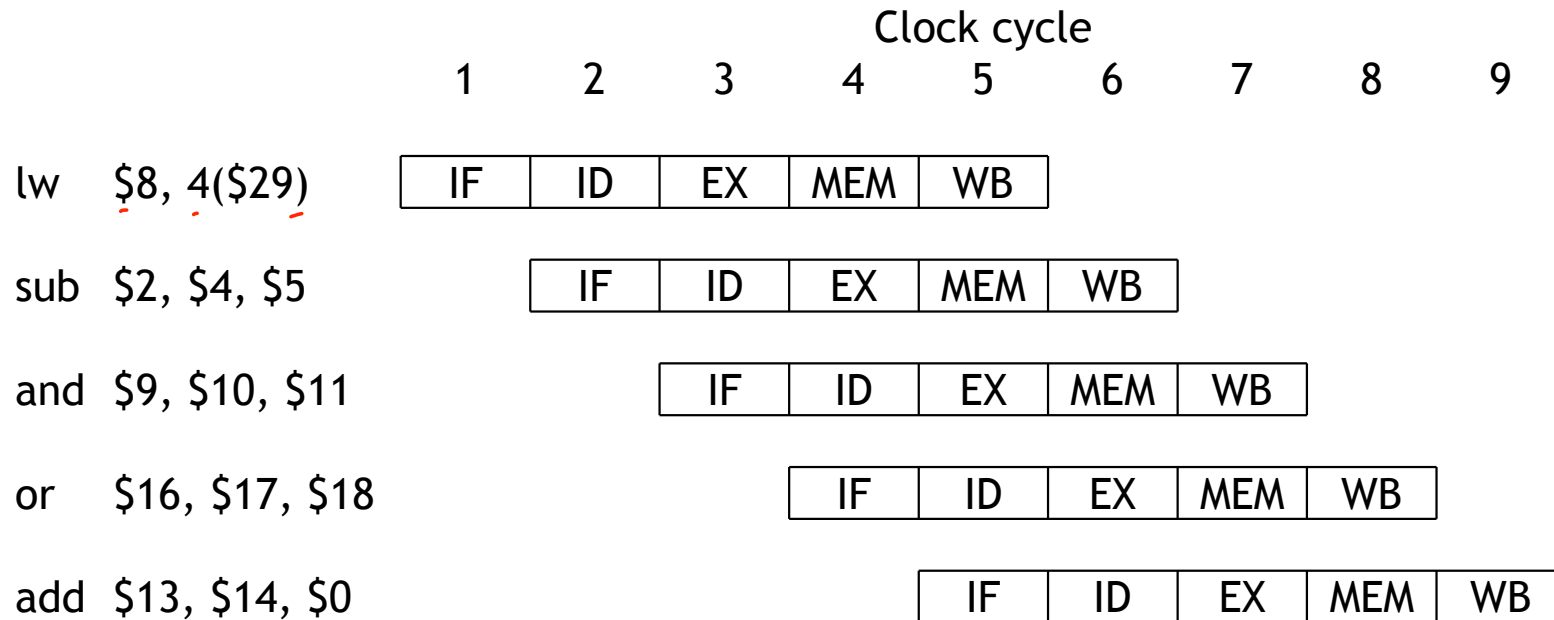 Clock cycle
1 2 3 4 5 6 7 8 9
lw $8, 4($29) IF ID EX MEM WB
sub $2, $4, $5 IF ID EX MEM WB
and $9, $10, $11 IF ID EX MEM WB
or $16, $17, $18 IF ID EX MEM WB
add $13, $14, $0 IF ID EX MEM WB